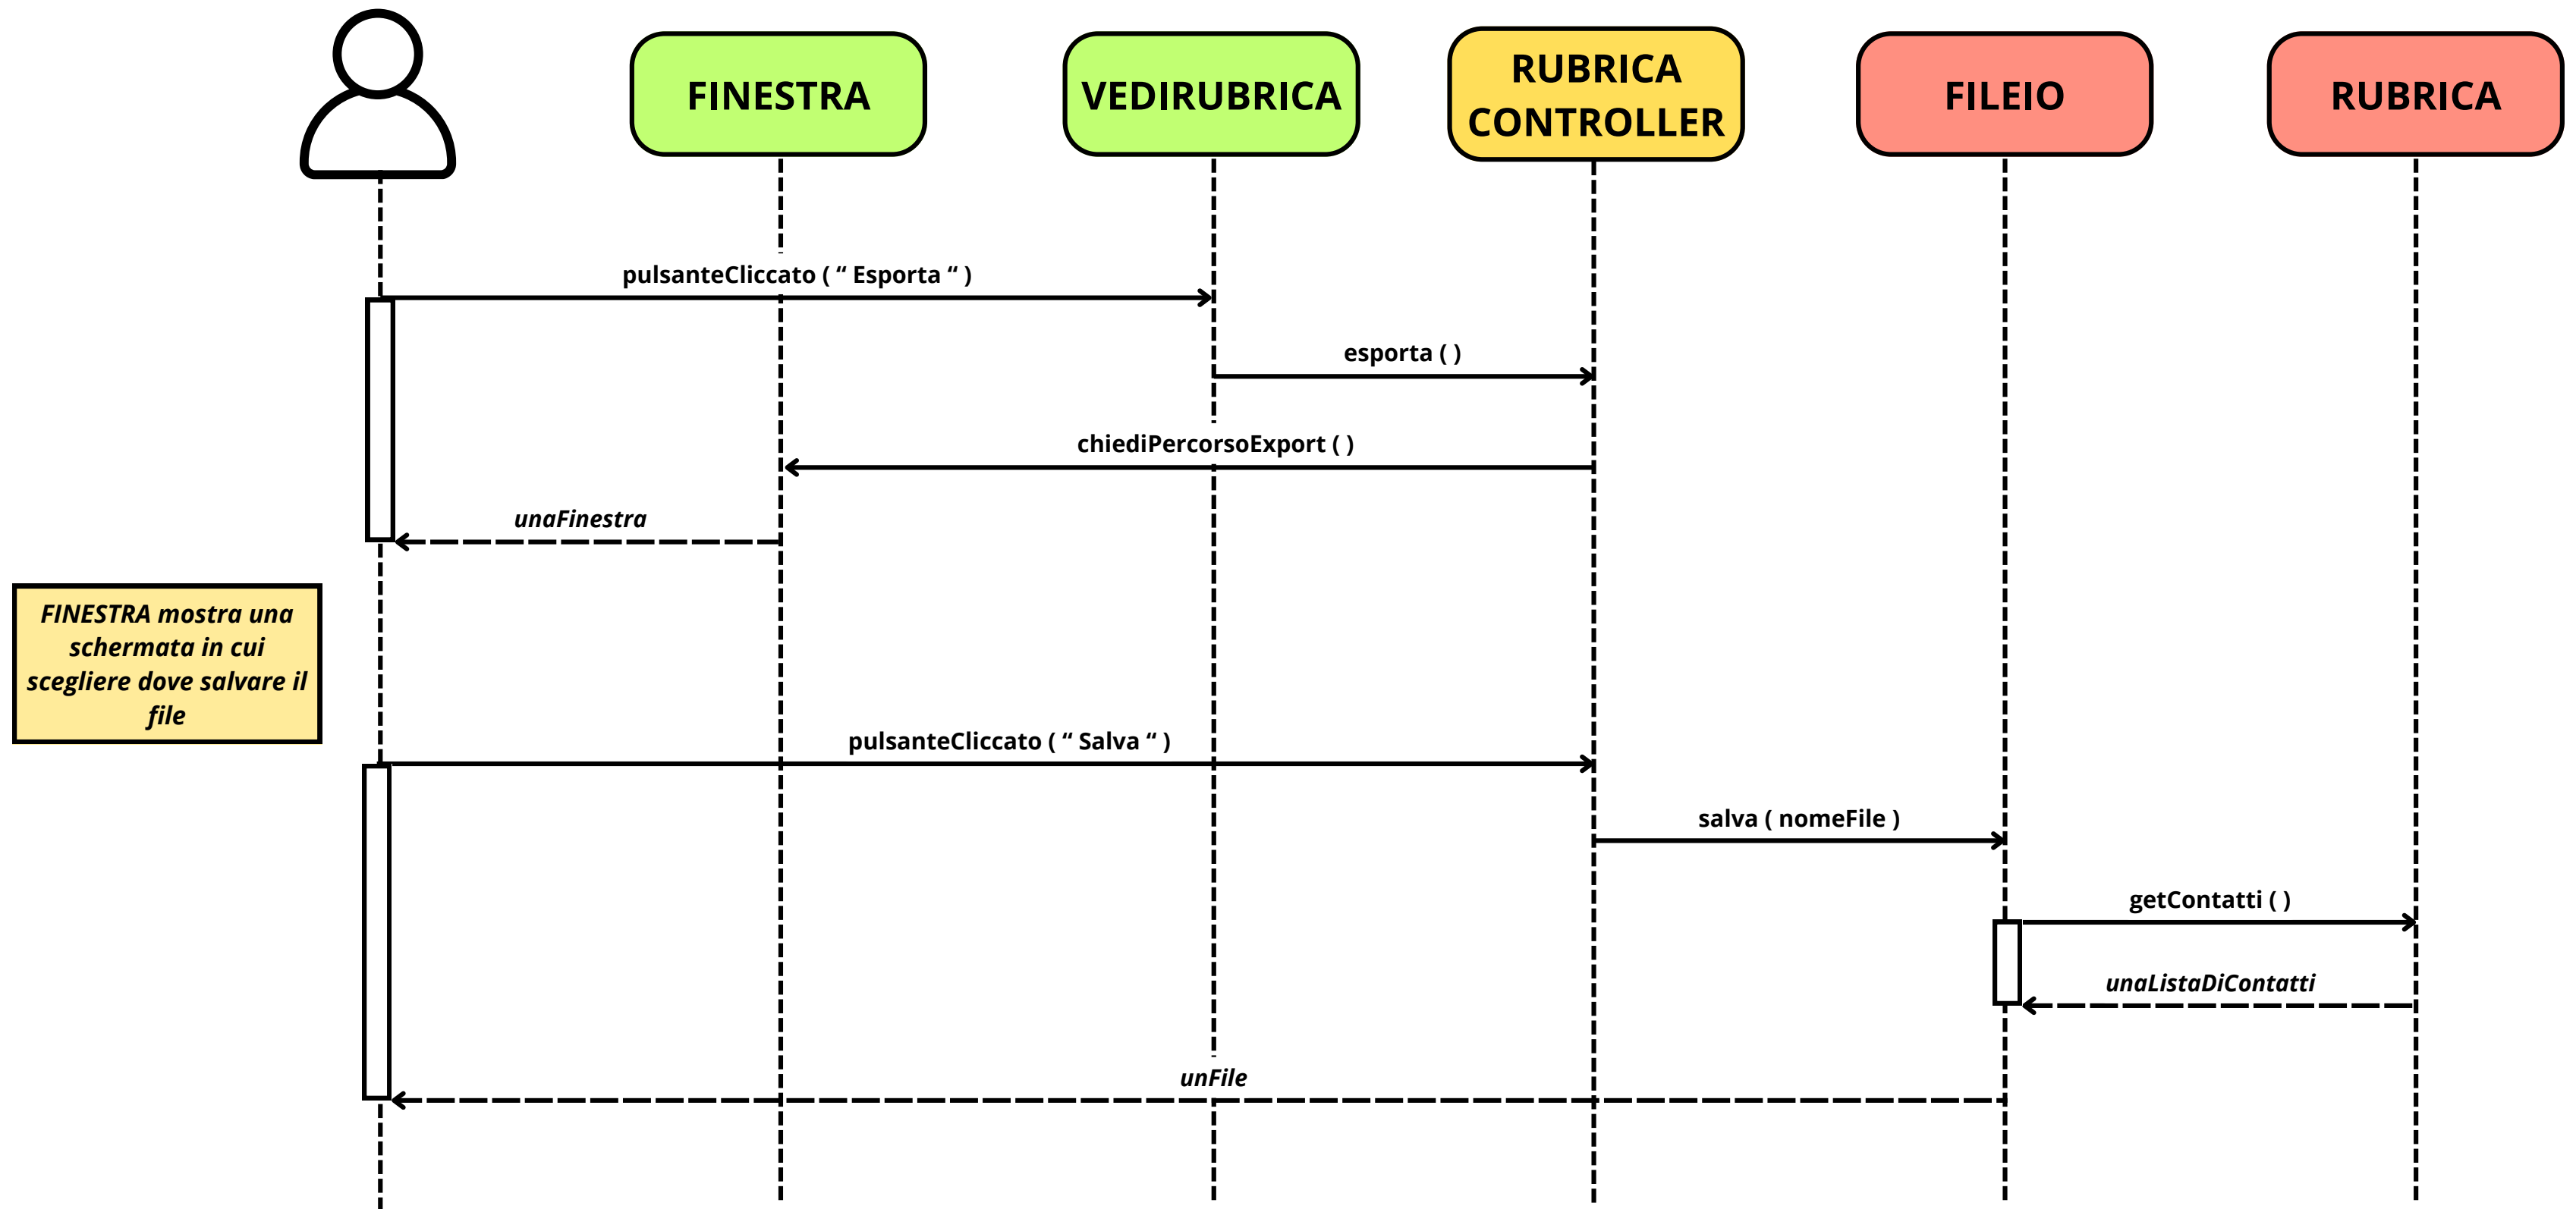 FINESTRA
VEDIRUBRICA
RUBRICA
CONTROLLER
FILEIO
RUBRICA
pulsanteCliccato ( “ Esporta “ )
esporta ( )
chiediPercorsoExport ( )
unaFinestra
FINESTRA mostra una
schermata in cui
scegliere dove salvare il
file
pulsanteCliccato ( “ Salva “ )
salva ( nomeFile )
getContatti ( )
unaListaDiContatti
unFile